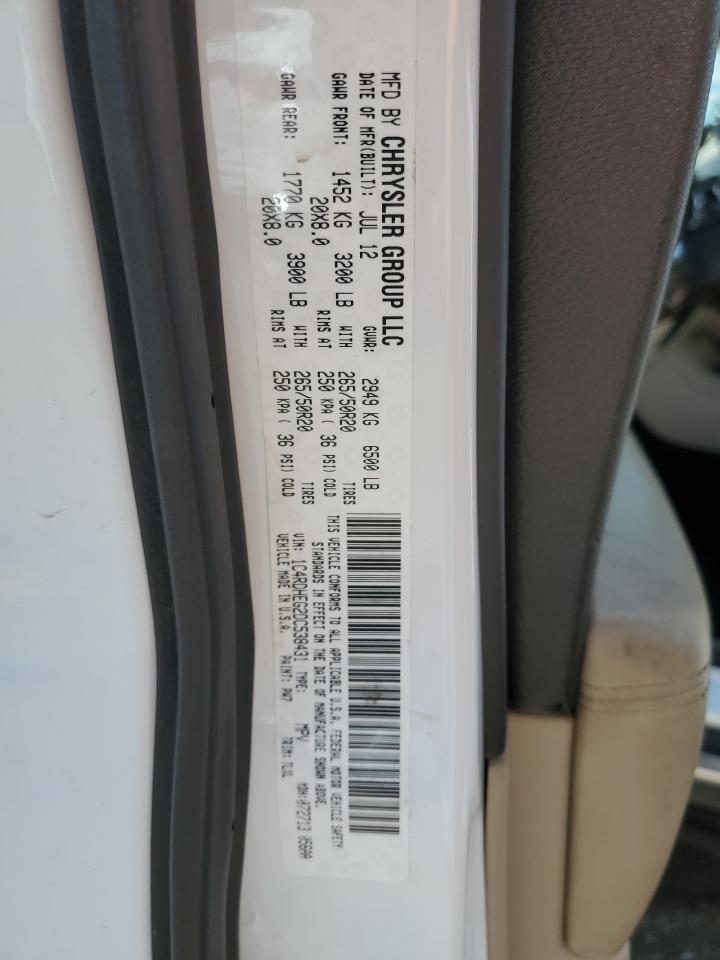 MFD BY CHRYSLER GROUP LLC
DATE OF MFR(BUILT): JUL 12 GVWR: 2949 KG 6500 LB
GAWR FRONT: 1452 KG 3200 LB WITH 265/50R20 TIRES
20X8.0 RIMS AT 250 KPA ( 36 PSI) COLD
GAWR REAR: 1770 KG 3900 LB WITH 265/50R20 TIRES
20X8.0 RIMS AT 250 KPA ( 36 PSI) COLD
THIS VEHICLE CONFORMS TO ALL APPLICABLE U.S.A. FEDERAL MOTOR VEHICLE SAFETY
STANDARDS IN EFFECT ON THE DATE OF MANUFACTURE SHOWN ABOVE.
VIN: 1C4RDHEG2DC538431 TYPE: MPV MDH:072713 056AA
VEHICLE MADE IN U.S.A. PAINT: PW7 TRIM: